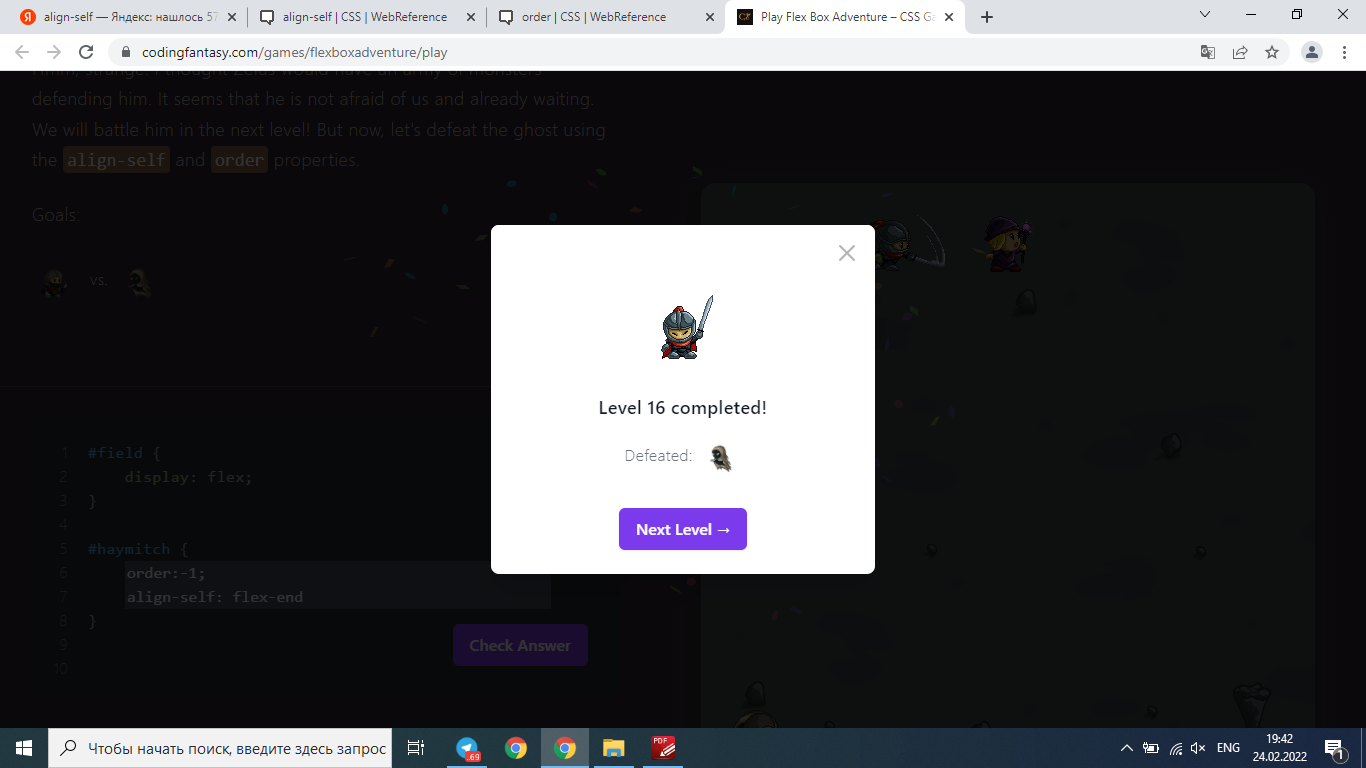 align-self — Яндекс: нашлось 57
align-self | CSS | WebReference
order | CSS | WebReference
Play Flex Box Adventure – CSS Ga
codingfantasy.com/games/flexboxadventure/play
Hmm, strange. I thought Zeius would have an army of monsters
defending him. It seems that he is not afraid of us and already waiting.
We will battle him in the next level! But now, let's defeat the ghost using
the align-self and order properties.
Goals:
vs.
Level 16 completed!
Defeated:
Next Level →
1 #field {
2 display: flex;
3 }
4
5 #haymitch {
6 order:-1;
7 align-self: flex-end
8 }
9
10
Check Answer
Чтобы начать поиск, введите здесь запрос
.69
PDF
ENG
19:42
24.02.2022
1